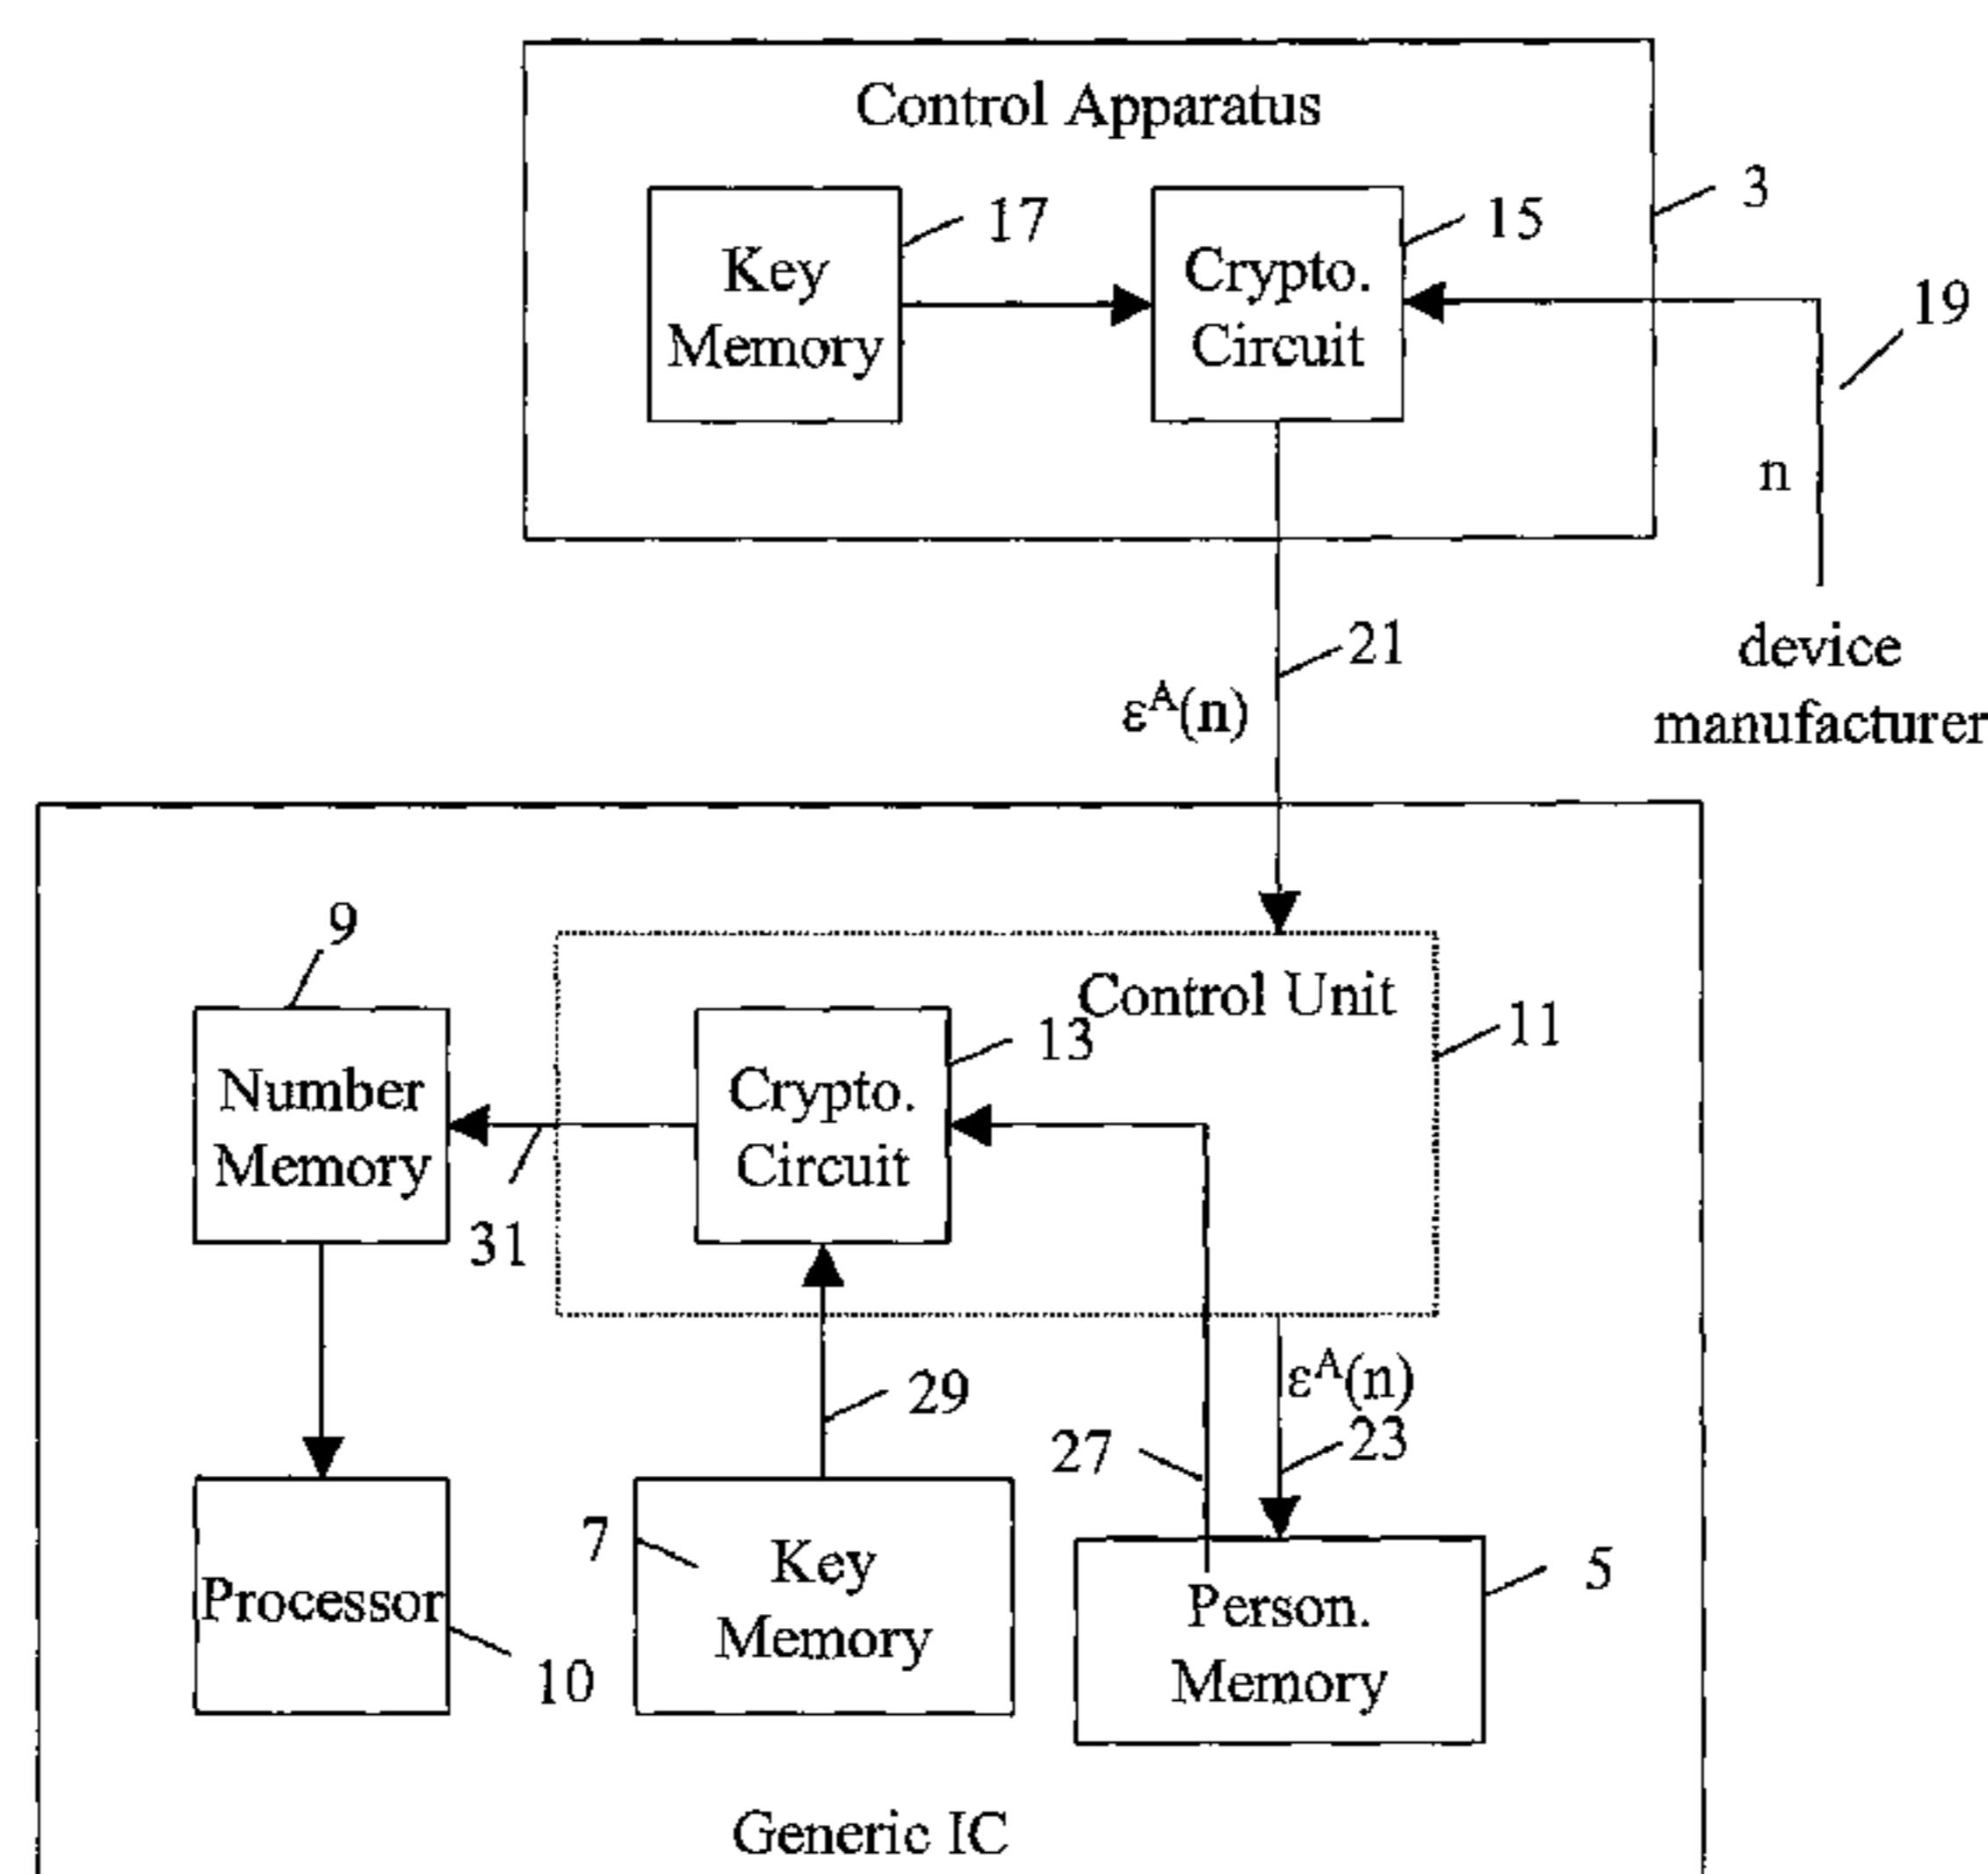 Control Apparatus
3
17
15
Key
Memory
Crypto.
Circuit
19
n
device
manufacturer
21
εᴬ(n)
9
Control Unit
11
13
Number
Memory
Crypto.
Circuit
31
29
εᴬ(n)
23
27
7
5
Processor
10
Key
Memory
Person.
Memory
Generic IC